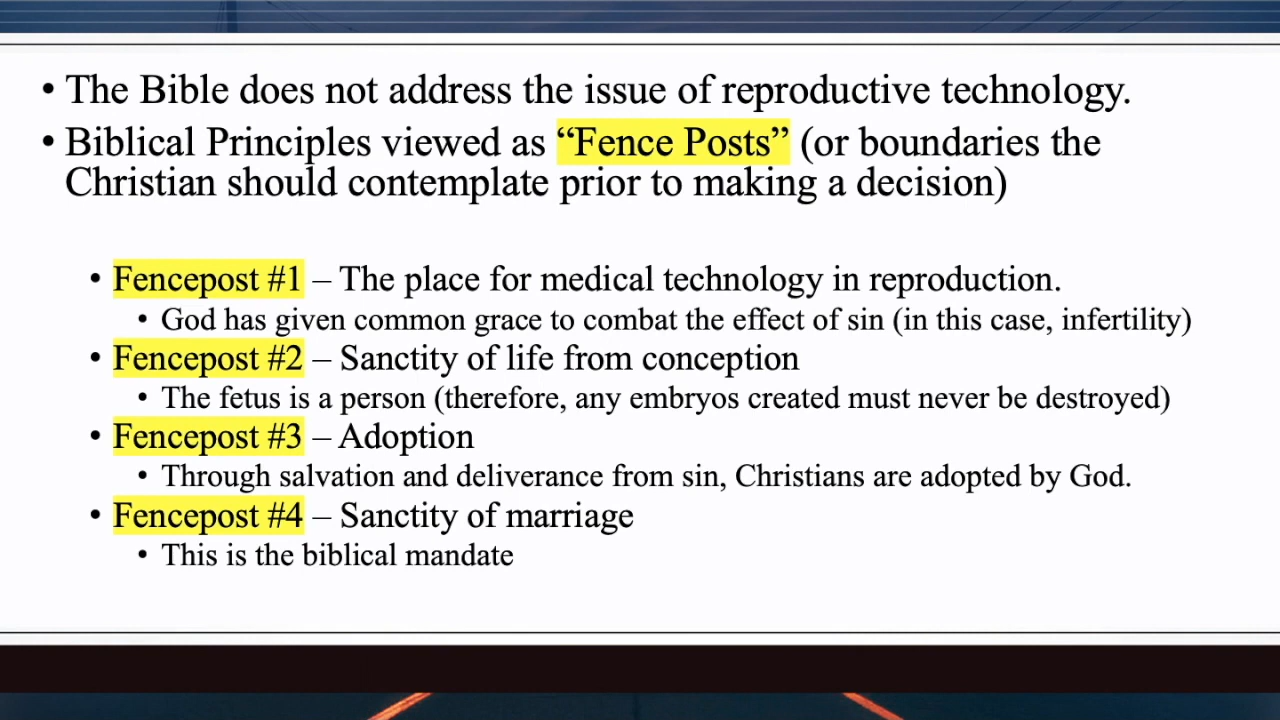 • The Bible does not address the issue of reproductive technology.
• Biblical Principles viewed as “Fence Posts” (or boundaries the
Christian should contemplate prior to making a decision)
• Fencepost #1 – The place for medical technology in reproduction.
• God has given common grace to combat the effect of sin (in this case, infertility)
• Fencepost #2 – Sanctity of life from conception
• The fetus is a person (therefore, any embryos created must never be destroyed)
• Fencepost #3 – Adoption
• Through salvation and deliverance from sin, Christians are adopted by God.
• Fencepost #4 – Sanctity of marriage
• This is the biblical mandate